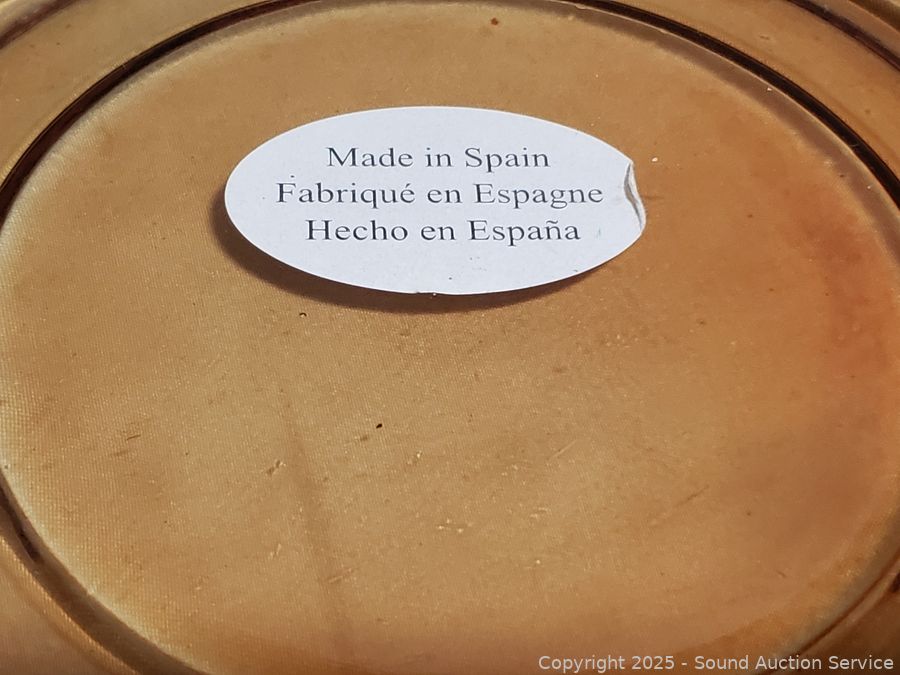 Made in Spain
Fabriqué en Espagne
Hecho en España
Copyright 2025 - Sound Auction Service